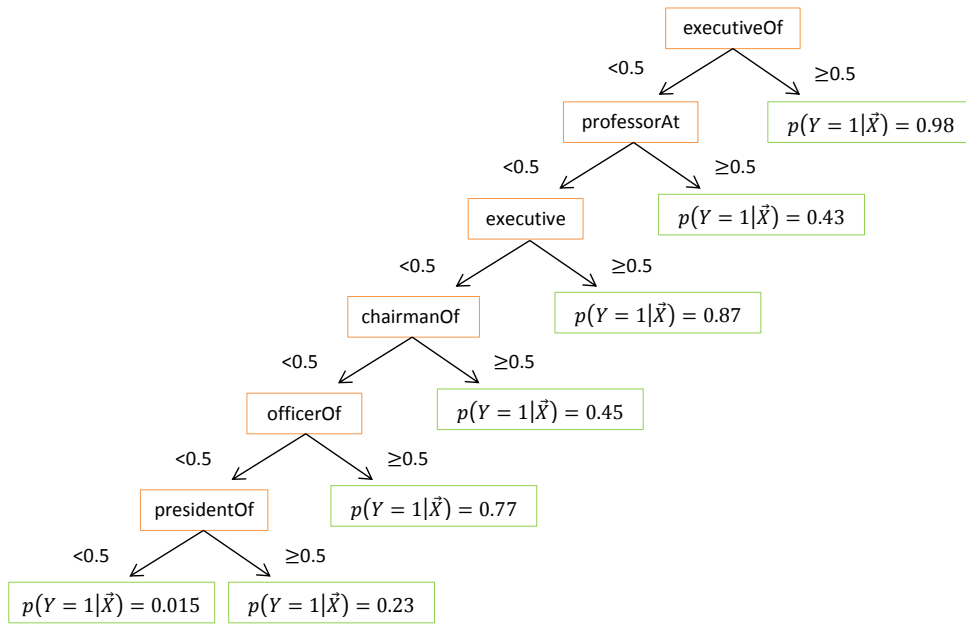 executiveOf
<0.5
≥0.5
professorAt
p(Y = 1|X⃗) = 0.98
<0.5
≥0.5
executive
p(Y = 1|X⃗) = 0.43
<0.5
≥0.5
chairmanOf
p(Y = 1|X⃗) = 0.87
<0.5
≥0.5
officerOf
p(Y = 1|X⃗) = 0.45
<0.5
≥0.5
presidentOf
p(Y = 1|X⃗) = 0.77
<0.5
≥0.5
p(Y = 1|X⃗) = 0.015
p(Y = 1|X⃗) = 0.23